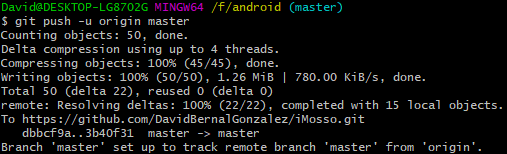 David@DESKTOP-LG87O2G MINGW64 /f/android (master)
$ git push -u origin master
Counting objects: 50, done.
Delta compression using up to 4 threads.
Compressing objects: 100% (45/45), done.
Writing objects: 100% (50/50), 1.26 MiB | 780.00 KiB/s, done.
Total 50 (delta 22), reused 0 (delta 0)
remote: Resolving deltas: 100% (22/22), completed with 15 local objects.
To https://github.com/DavidBernalGonzalez/iMosso.git
   dbbcf9a..3b40f31  master -> master
Branch 'master' set up to track remote branch 'master' from 'origin'.